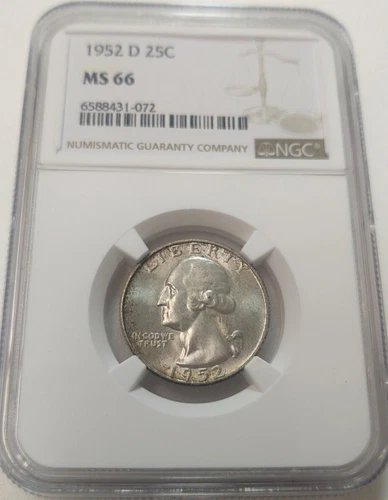 1952 D 25C
MS 66
6588431-072
NUMISMATIC GUARANTY COMPANY
NGC®
LIBERTY
IN GOD WE
TRUST
1952